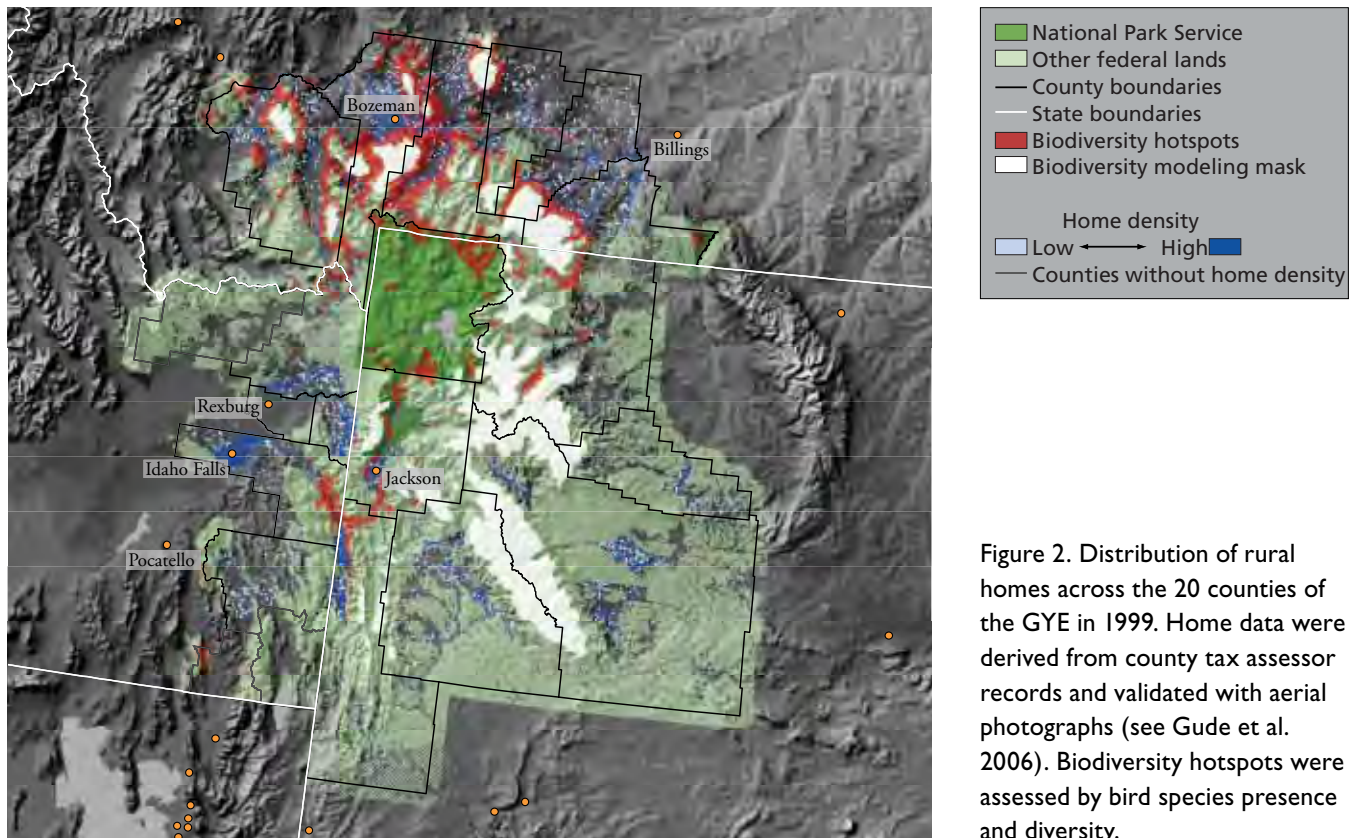 Bozeman
Billings
Rexburg
Idaho Falls
Jackson
Pocatello
National Park Service
Other federal lands
County boundaries
State boundaries
Biodiversity hotspots
Biodiversity modeling mask
Home density
Low High
Counties without home density
Figure 2. Distribution of rural
homes across the 20 counties of
the GYE in 1999. Home data were
derived from county tax assessor
records and validated with aerial
photographs (see Gude et al.
2006). Biodiversity hotspots were
assessed by bird species presence
and diversity.